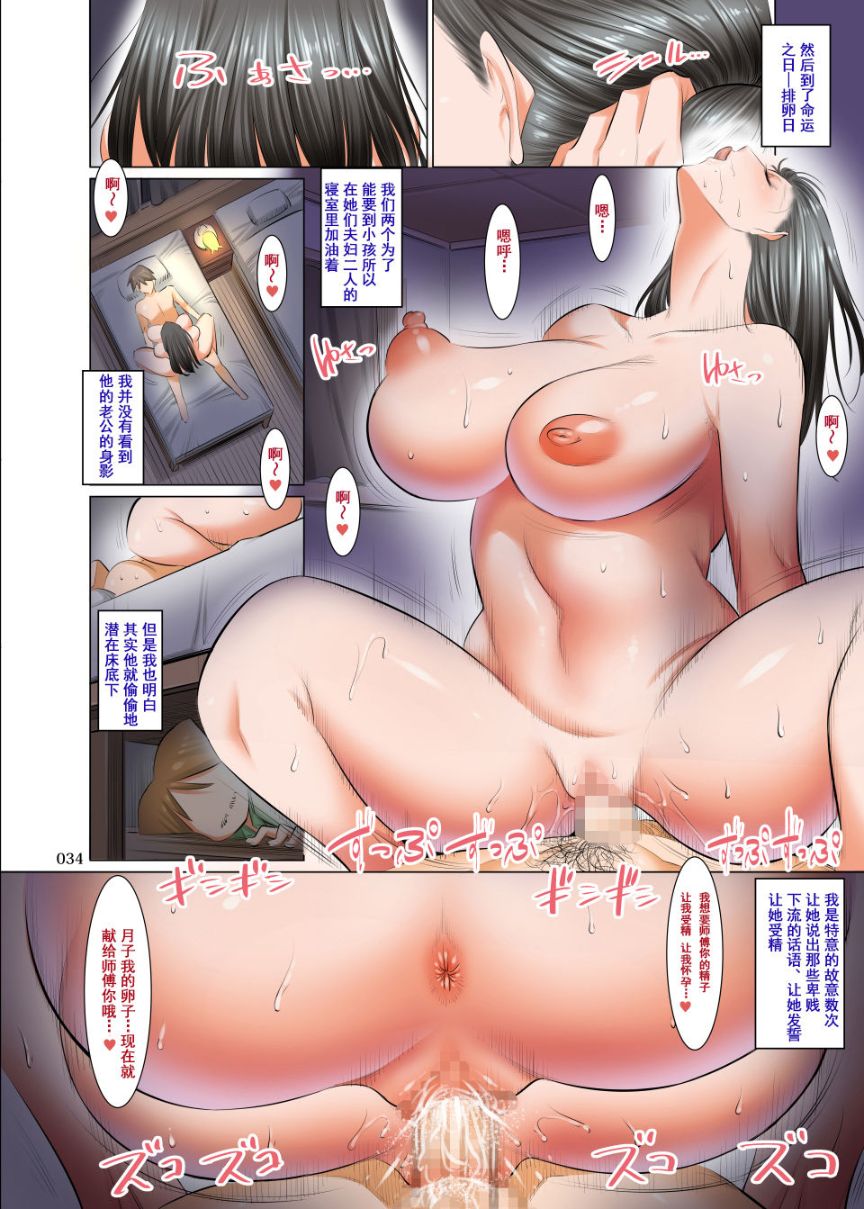 然后到了命运
之日—排卵日
シュル…
ふぁさっ…
嗯…
嗯呼…
我们两个为了
能要到小孩所以
在她们夫妇二人的
寝室里加油着
ゆさっ
ゆさっ
啊～♥
啊～♥
啊～♥
啊～♥
啊～♥
我并没有看到
他的老公的身影
但是我也明白
其实他就偷偷地
潜在床底下
ずっぷ
ずっぷ
ずっぷ
ずっぷ
034
ギシギシ
ギシギシ
ギシギシ
我是特意的故意数次
让她说出那些卑贱
下流的话语、让她发誓
让她受精
我想要师傅你的精子
让我受精 让我怀孕…♥
月子我的卵子…现在就
献给师傅你哦…♥
ズコ
ズコ
ズコ
ズコ